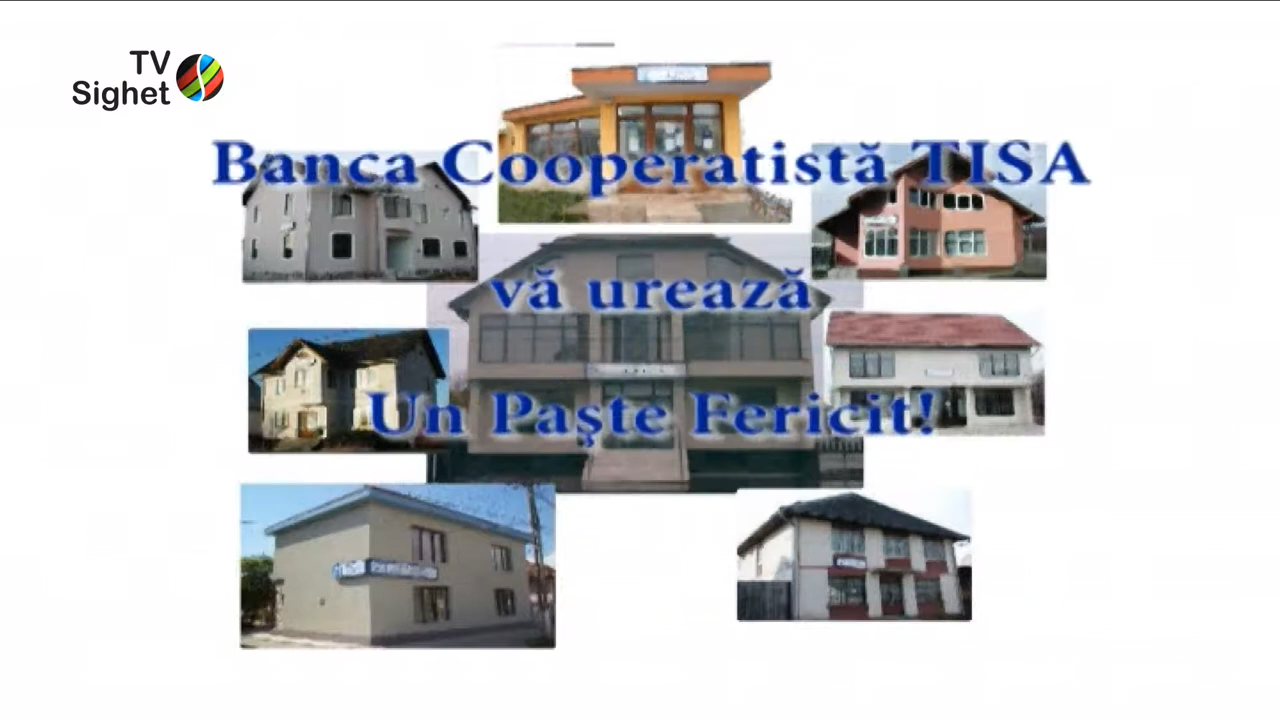 TV
Sighet
Banca Cooperatistă TISA
vă urează
Un Paşte Fericit!